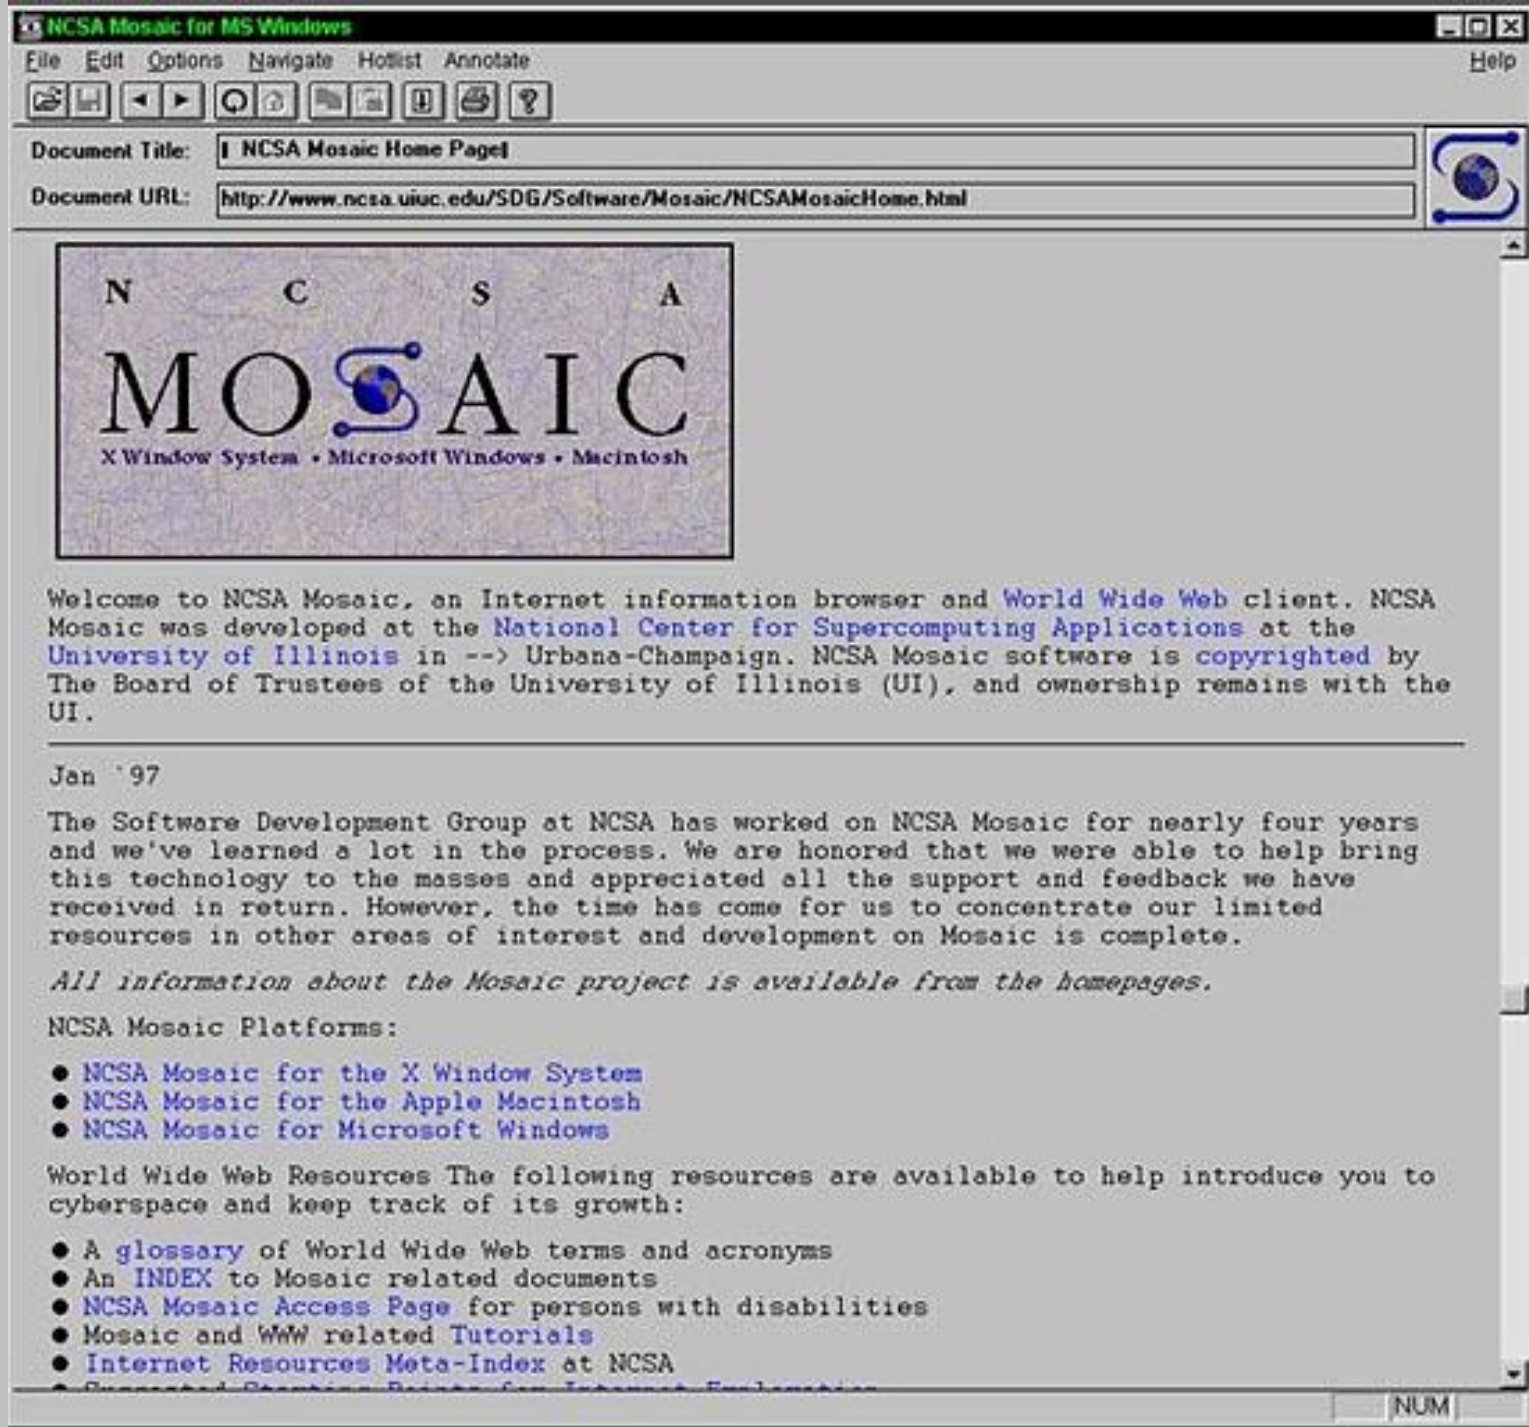 NCSA Mosaic for MS Windows
File Edit Options Navigate Hotlist Annotate Help
Document Title: NCSA Mosaic Home Page
Document URL: http://www.ncsa.uiuc.edu/SDG/Software/Mosaic/NCSAMosaicHome.html
N C S A
MOSAIC
X Window System • Microsoft Windows • Macintosh
Welcome to NCSA Mosaic, an Internet information browser and World Wide Web client. NCSA
Mosaic was developed at the National Center for Supercomputing Applications at the
University of Illinois in --> Urbana-Champaign. NCSA Mosaic software is copyrighted by
The Board of Trustees of the University of Illinois (UI), and ownership remains with the
UI.
Jan `97
The Software Development Group at NCSA has worked on NCSA Mosaic for nearly four years
and we've learned a lot in the process. We are honored that we were able to help bring
this technology to the masses and appreciated all the support and feedback we have
received in return. However, the time has come for us to concentrate our limited
resources in other areas of interest and development on Mosaic is complete.
All information about the Mosaic project is available from the homepages.
NCSA Mosaic Platforms:
● NCSA Mosaic for the X Window System
● NCSA Mosaic for the Apple Macintosh
● NCSA Mosaic for Microsoft Windows
World Wide Web Resources The following resources are available to help introduce you to
cyberspace and keep track of its growth:
● A glossary of World Wide Web terms and acronyms
● An INDEX to Mosaic related documents
● NCSA Mosaic Access Page for persons with disabilities
● Mosaic and WWW related Tutorials
● Internet Resources Meta-Index at NCSA
● Suggested Starting Points for Internet Exploration
NUM